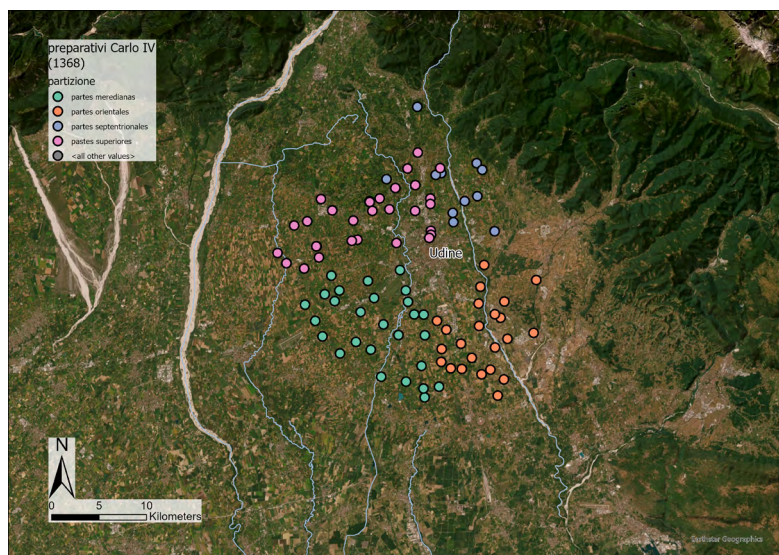 preparativi Carlo IV
(1368)
partizione
partes meredianas
partes orientales
partes septentrionales
pastes superiores
<all other values>
Udine
N
0 5 10
Kilometers
Earthstar Geographics